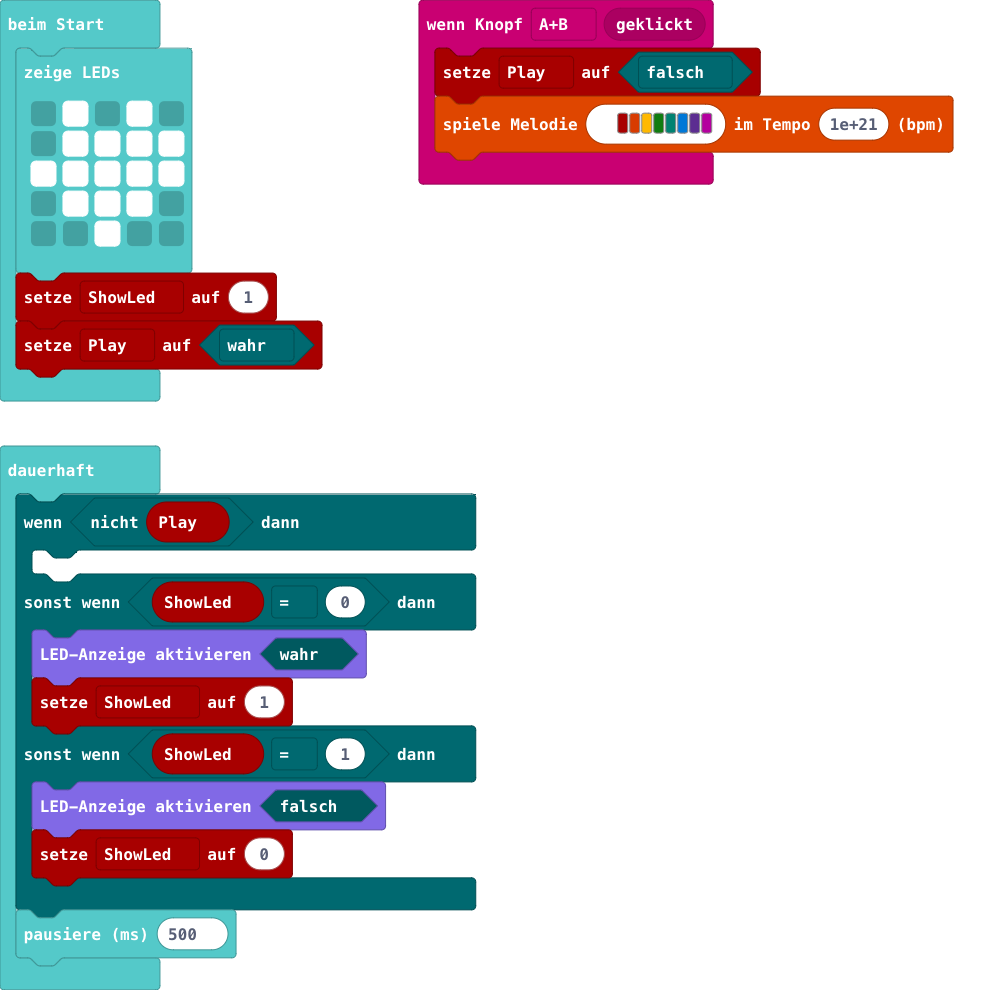 beim Start
zeige LEDs
setze ShowLed auf 1
setze Play auf wahr
wenn Knopf A+B geklickt
setze Play auf falsch
spiele Melodie im Tempo 1e+21 (bpm)
dauerhaft
wenn nicht Play dann
sonst wenn ShowLed = 0 dann
LED-Anzeige aktivieren wahr
setze ShowLed auf 1
sonst wenn ShowLed = 1 dann
LED-Anzeige aktivieren falsch
setze ShowLed auf 0
pausiere (ms) 500